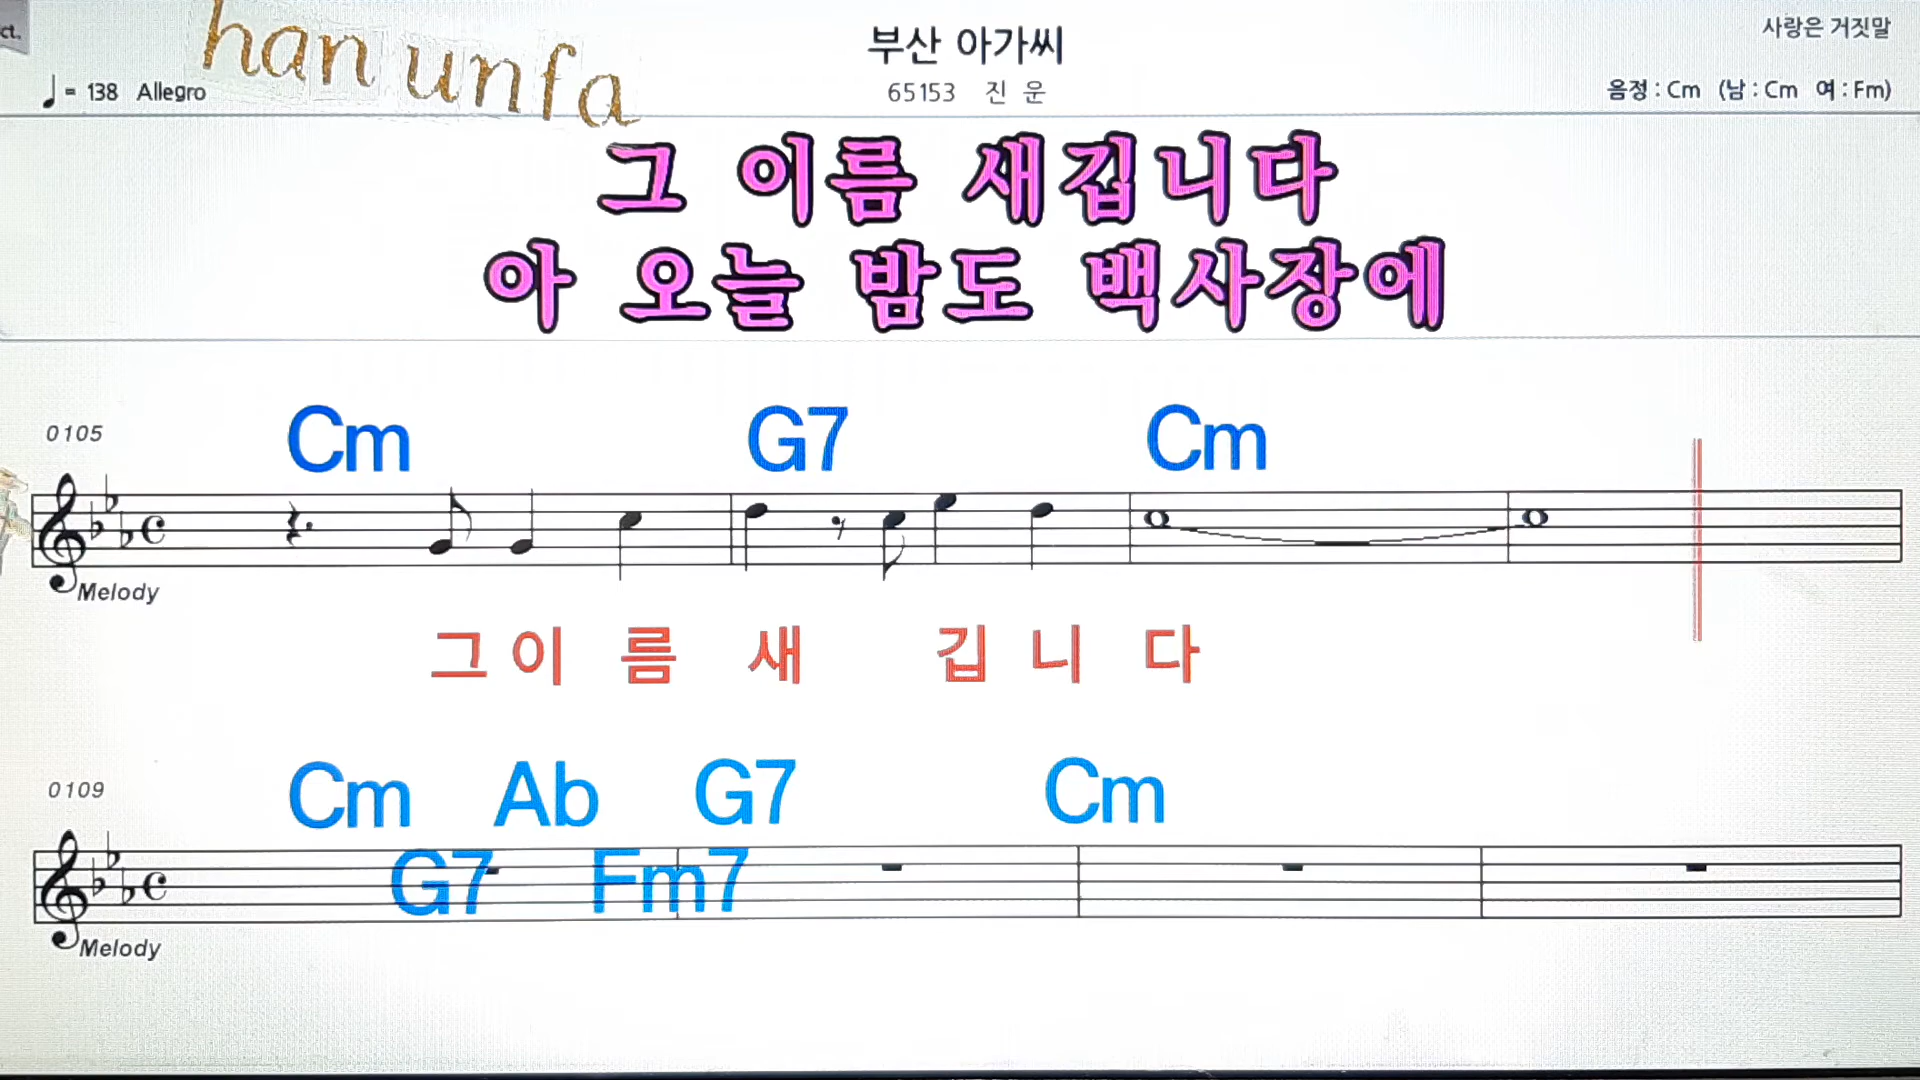 ct.
han unfa
부산 아가씨
사랑은 거짓말
♩= 138 Allegro
65153 진 운
음정 : Cm (남 : Cm 여 : Fm)
그 이름 새깁니다
아 오늘 밤도 백사장에
0105
Cm G7 Cm
Melody
그 이 름 새 깁 니 다
0109
Cm Ab G7 Cm
G7 Fm7
Melody